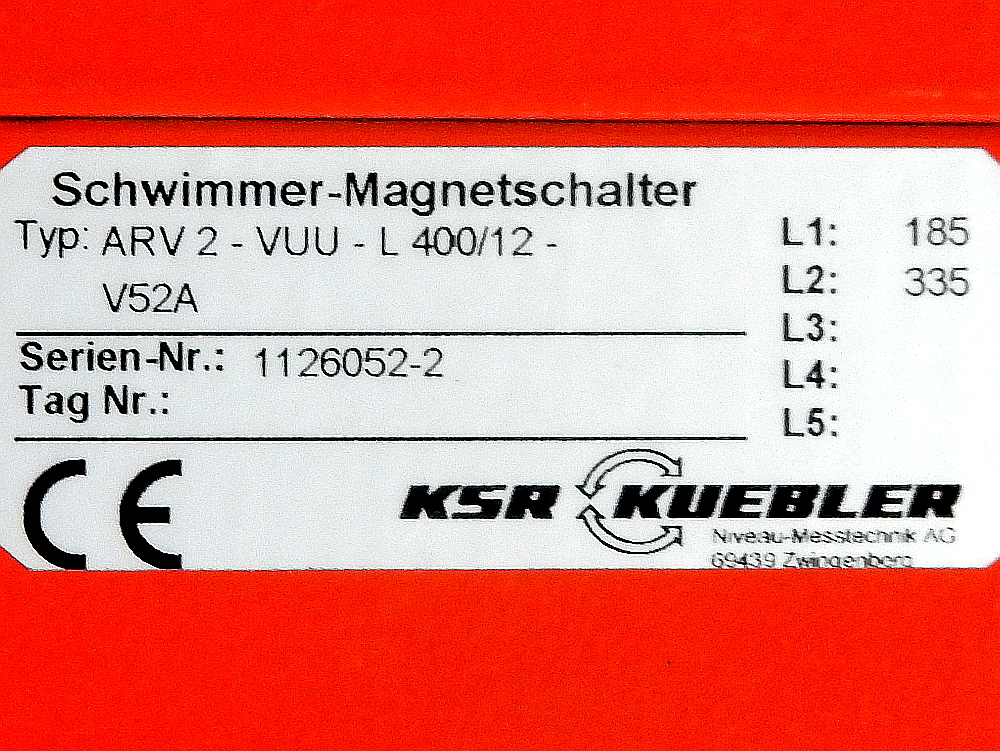 Schwimmer-Magnetschalter
Typ: ARV 2 - VUU - L 400/12 -
V52A
Serien-Nr.: 1126052-2
Tag Nr.:
L1: 185
L2: 335
L3:
L4:
L5:
CE
KSR KUEBLER
Niveau-Messtechnik AG
69439 Zwingenberg